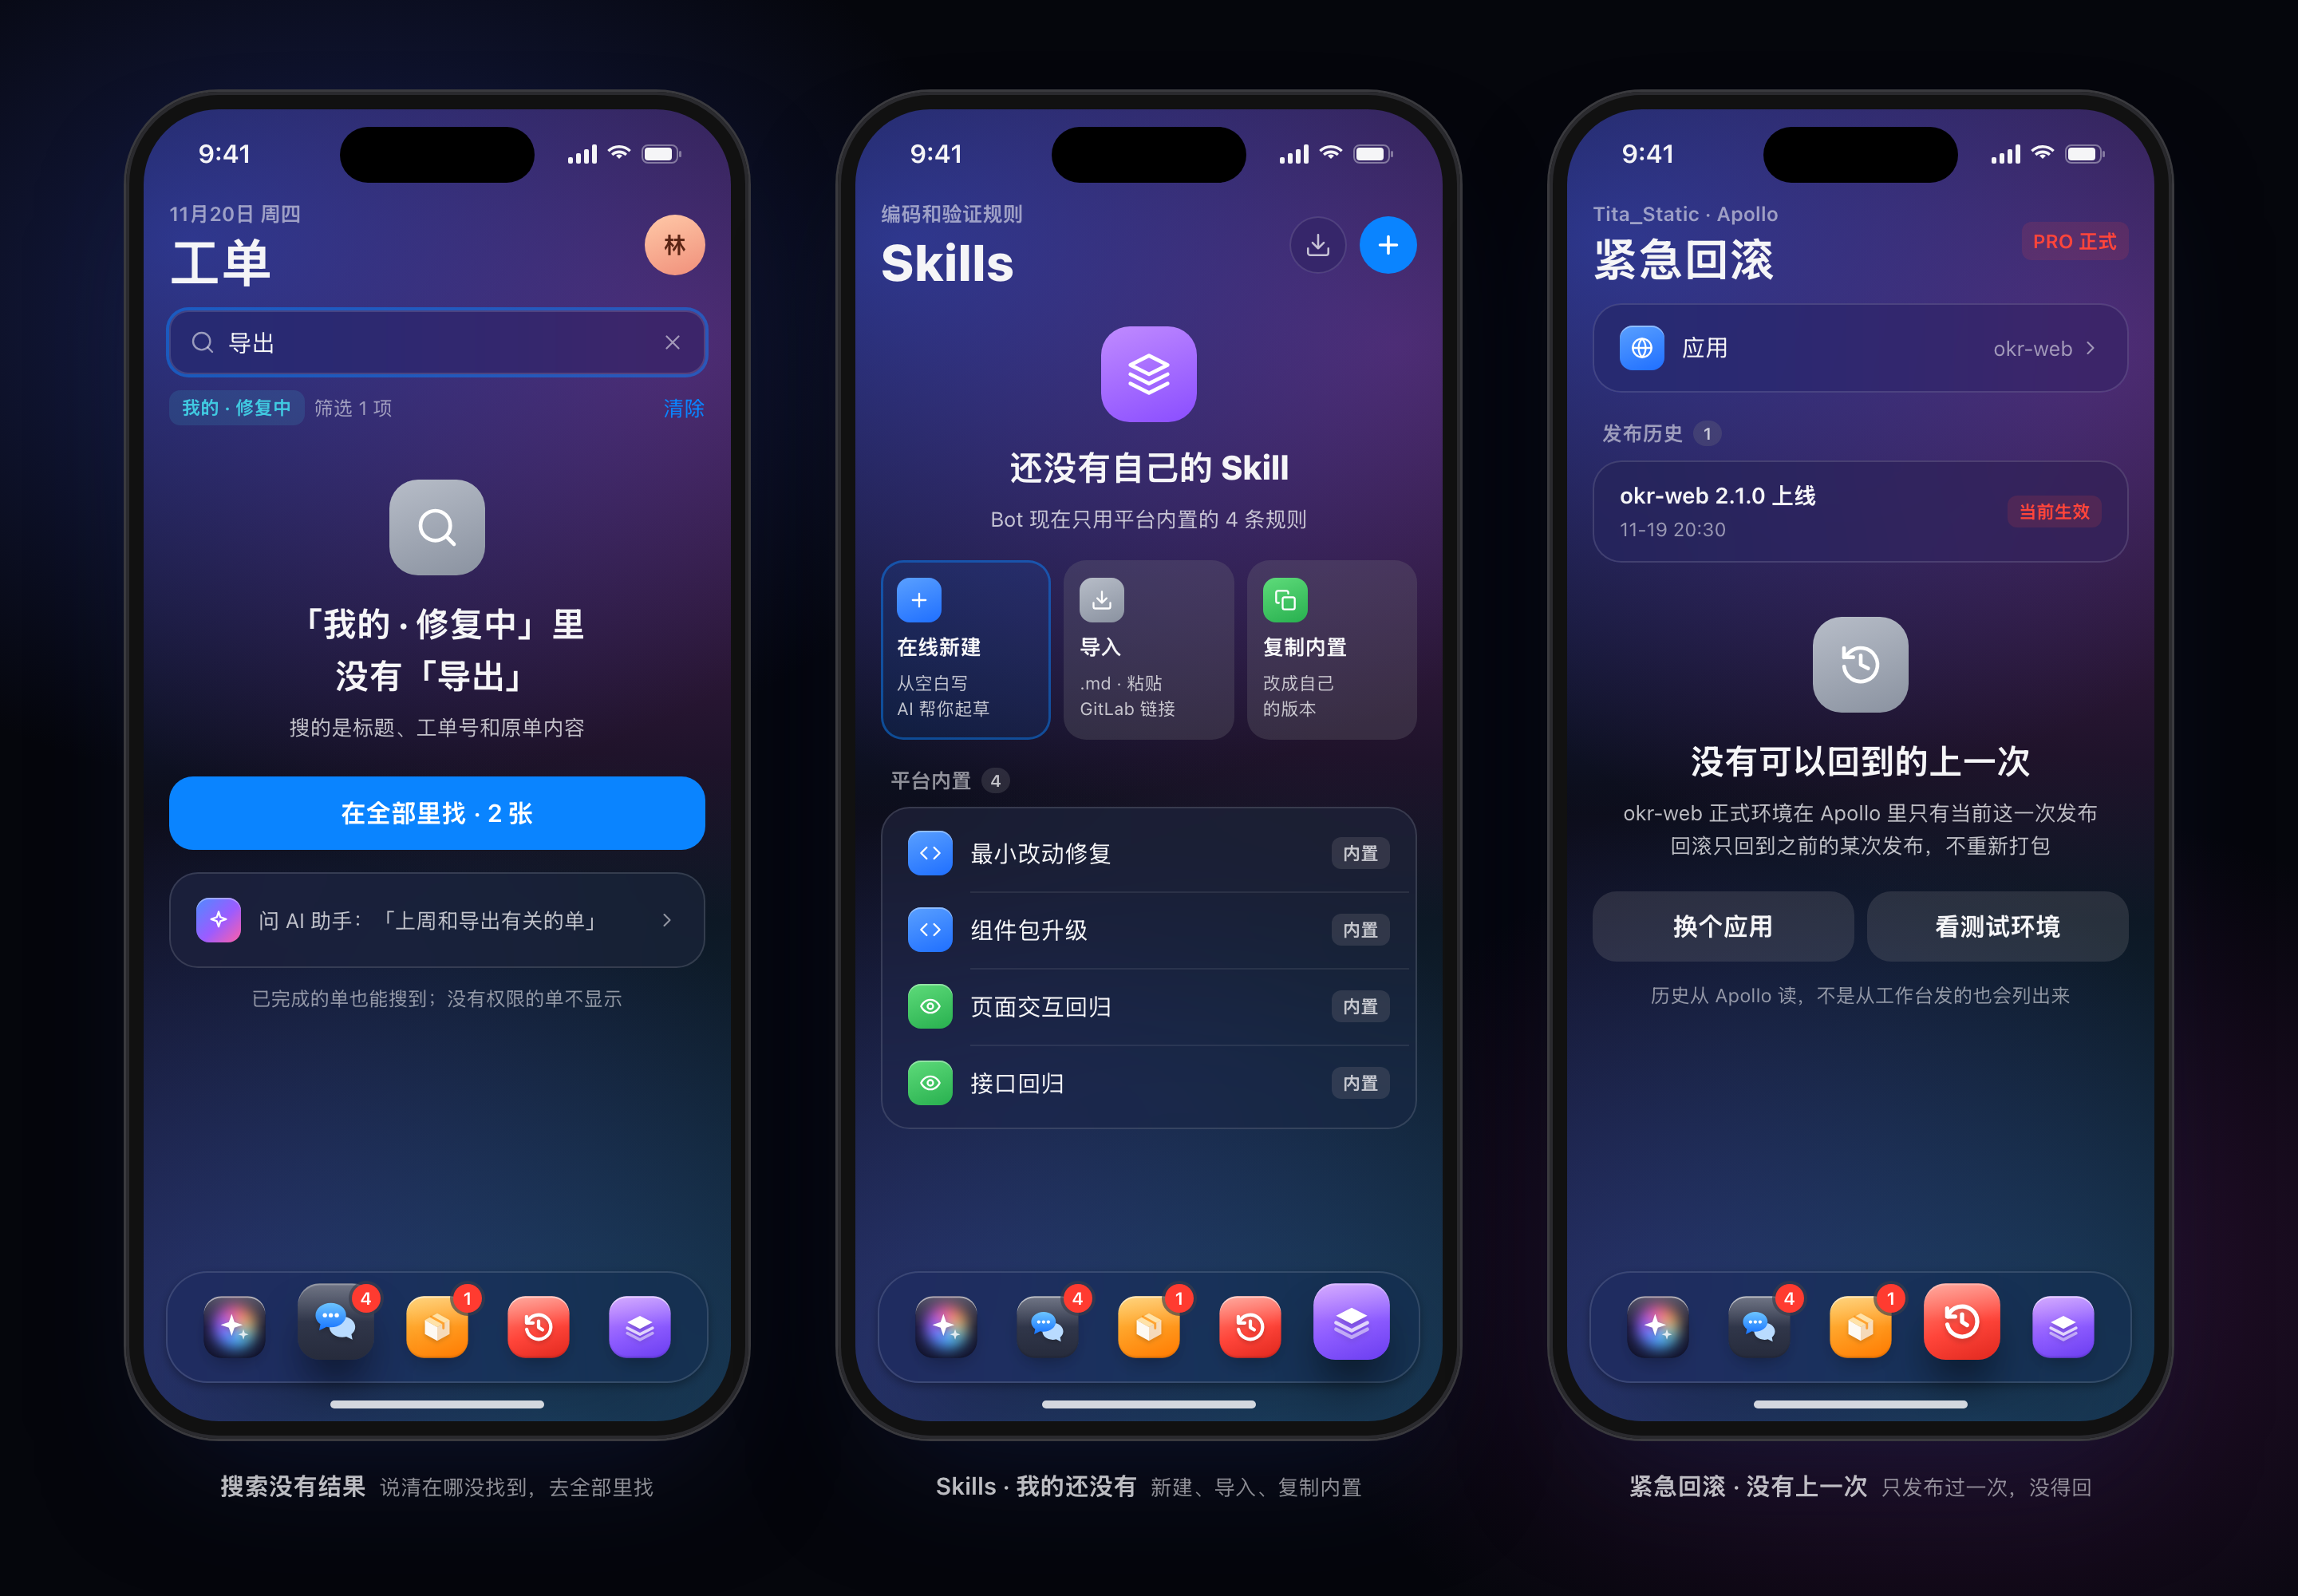 9:41
11月20日 周四
工单
林
导出
我的 · 修复中 筛选 1 项 清除
「我的 · 修复中」里
没有「导出」
搜的是标题、工单号和原单内容
在全部里找 · 2 张
问 AI 助手：「上周和导出有关的单」
已完成的单也能搜到；没有权限的单不显示
4
1
搜索没有结果 说清在哪没找到，去全部里找
9:41
编码和验证规则
Skills
还没有自己的 Skill
Bot 现在只用平台内置的 4 条规则
在线新建
从空白写
AI 帮你起草
导入
.md · 粘贴
GitLab 链接
复制内置
改成自己
的版本
平台内置 4
最小改动修复 内置
组件包升级 内置
页面交互回归 内置
接口回归 内置
4
1
Skills · 我的还没有 新建、导入、复制内置
9:41
Tita_Static · Apollo
紧急回滚
PRO 正式
应用 okr-web
发布历史 1
okr-web 2.1.0 上线
11-19 20:30
当前生效
没有可以回到的上一次
okr-web 正式环境在 Apollo 里只有当前这一次发布
回滚只回到之前的某次发布，不重新打包
换个应用 看测试环境
历史从 Apollo 读，不是从工作台发的也会列出来
4
1
紧急回滚 · 没有上一次 只发布过一次，没得回